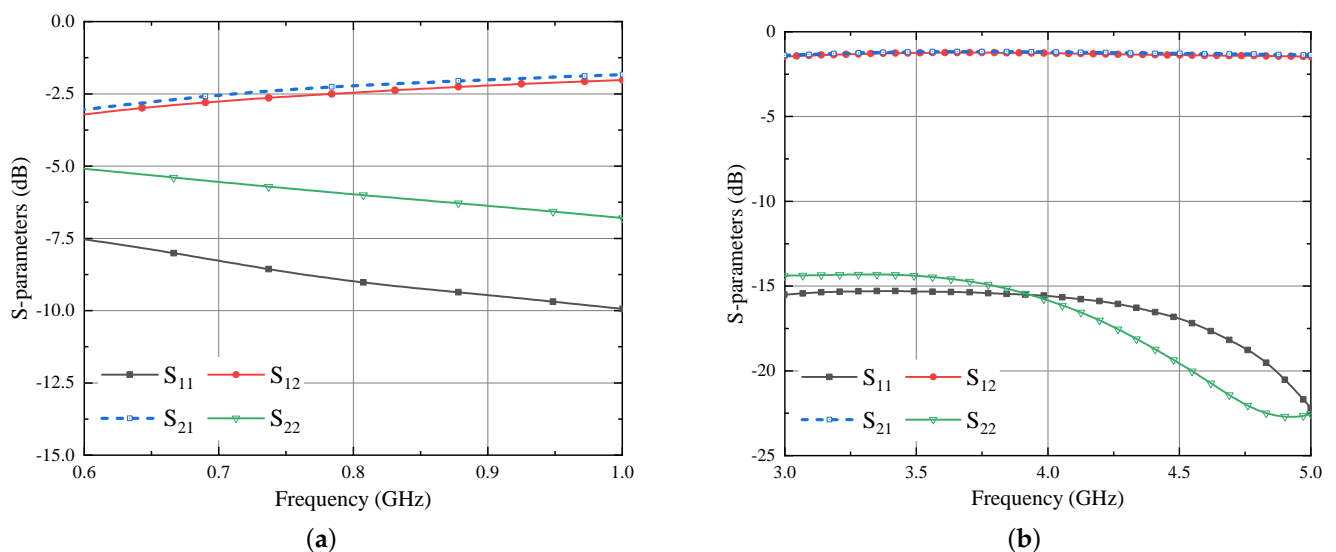 0.0
-2.5
-5.0
-7.5
-10.0
-12.5
-15.0
S-parameters (dB)
S11 S12
S21 S22
0.6 0.7 0.8 0.9 1.0
Frequency (GHz)
(a)
0
-5
-10
-15
-20
-25
S-parameters (dB)
S11 S12
S21 S22
3.0 3.5 4.0 4.5 5.0
Frequency (GHz)
(b)